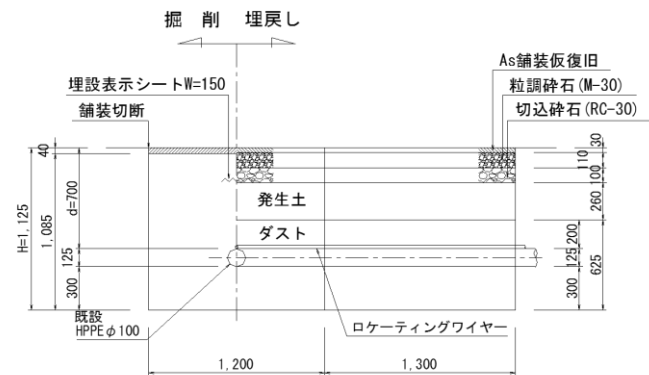 掘 削 埋戻し
As舗装仮復旧
埋設表示シートW=150
粒調砕石(M-30)
舗装切断
切込砕石(RC-30)
40
30
110
100
d=700
発生土
260
H=1,125
1,085
ダスト
200
125
125
625
300
300
既設
HPPEφ100
ロケーティングワイヤー
1,200
1,300